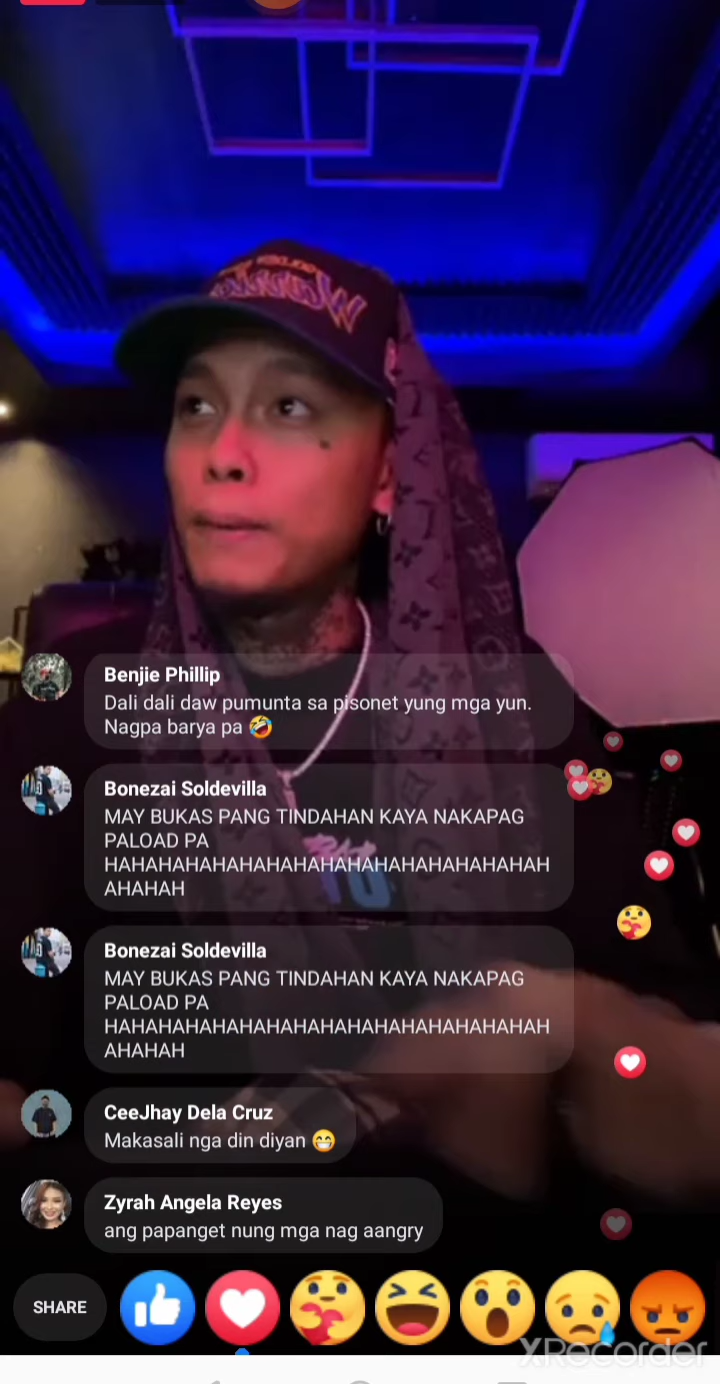 Benjie Phillip
Dali dali daw pumunta sa pisonet yung mga yun.
Nagpa barya pa
Bonezai Soldevilla
MAY BUKAS PANG TINDAHAN KAYA NAKAPAG
PALOAD PA
HAHAHAHAHAHAHAHAHAHAHAHAHAHAHAHAH
AHAHAH
Bonezai Soldevilla
MAY BUKAS PANG TINDAHAN KAYA NAKAPAG
PALOAD PA
HAHAHAHAHAHAHAHAHAHAHAHAHAHAHAHAH
AHAHAH
CeeJhay Dela Cruz
Makasali nga din diyan
Zyrah Angela Reyes
ang papanget nung mga nag aangry
SHARE
XRecorder